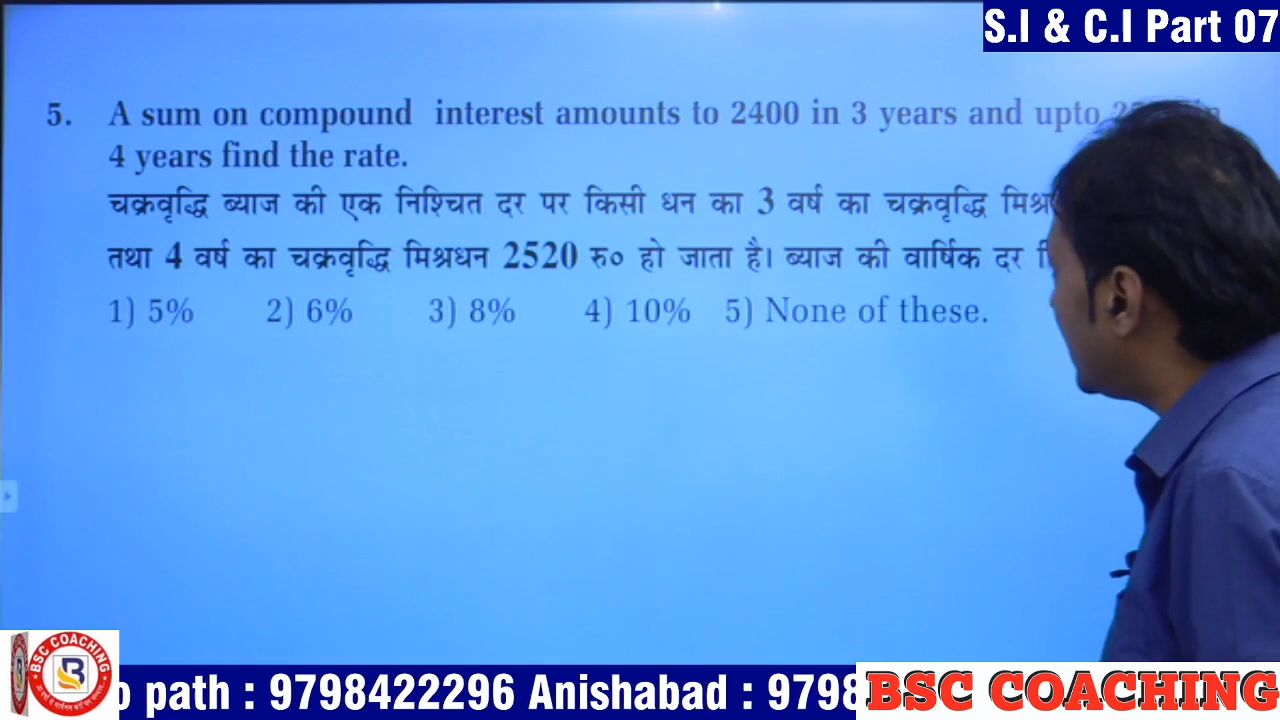 S.I & C.I Part 07
5. A sum on compound interest amounts to 2400 in 3 years and upto
4 years find the rate.
चक्रवृद्धि ब्याज की एक निश्चित दर पर किसी धन का 3 वर्ष का चक्रवृद्धि
तथा 4 वर्ष का चक्रवृद्धि मिश्रधन 2520 रु० हो जाता है। ब्याज की वार्षिक दर
1) 5% 2) 6% 3) 8% 4) 10% 5) None of these.
BSC COACHING
path : 9798422296 Anishabad : 9798
BSC COACHING